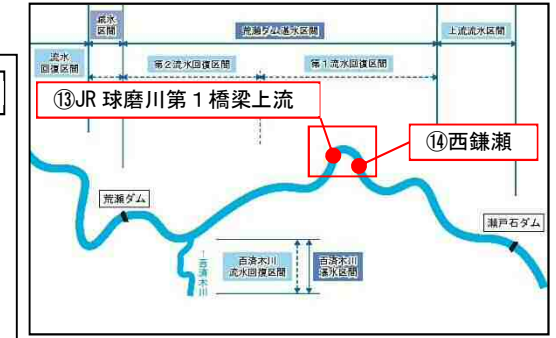 減水
区間
荒瀬ダム湛水区間
上流流水区間
流水
回復区間
第2流水回復区間
第1流水回復区間
⑬JR 球磨川第1橋梁上流
⑭西鎌瀬
荒瀬ダム
瀬戸石ダム
百済木川
百済木川
流水回復区間
百済木川
湛水区間